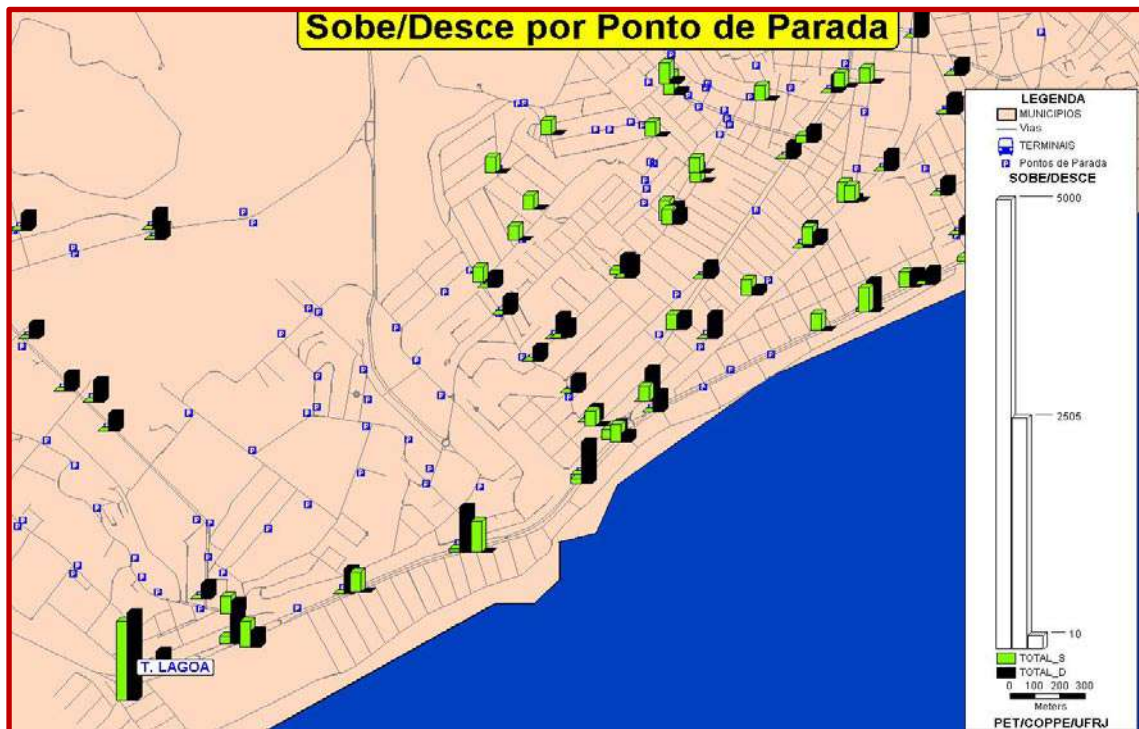 Sobe/Desce por Ponto de Parada
LEGENDA
MUNICIPIOS
Vias
TERMINAIS
P Pontos de Parada
SOBE/DESCE
5000
2505
10
TOTAL_S
TOTAL_D
0 100 200 300
Meters
PET/COPPE/UFRJ
T. LAGOA